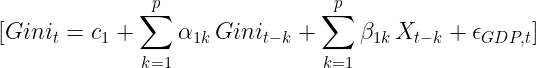 [Gini_t = c_1 + \sum_{k=1}^{p} \alpha_{1k} Gini_{t-k} + \sum_{k=1}^{p} \beta_{1k} X_{t-k} + \epsilon_{GDP,t}]